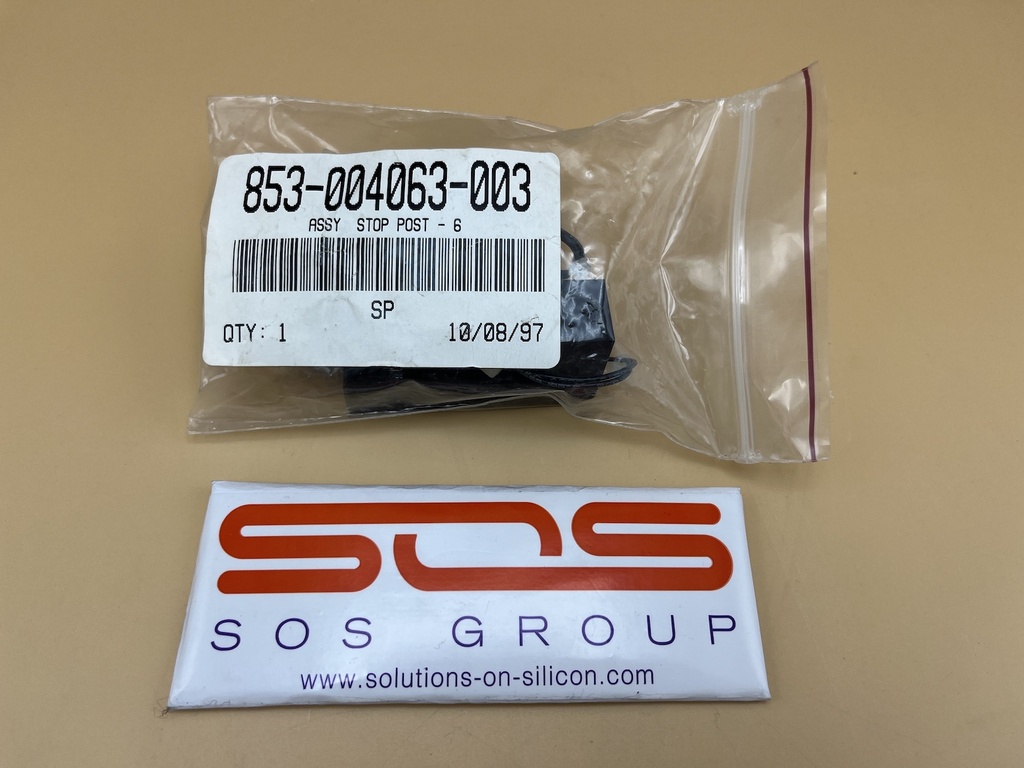 853-004063-003
ASSY STOP POST - 6
SP
QTY: 1 10/08/97
SOS
SOS GROUP
www.solutions-on-silicon.com